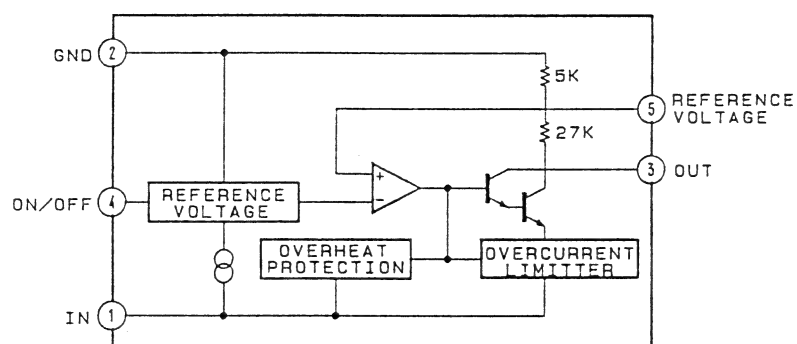 GND 2
5K
5 REFERENCE
VOLTAGE
27K
3 OUT
+
-
ON/OFF 4
REFERENCE
VOLTAGE
OVERHEAT
PROTECTION
OVERCURRENT
LIMITTER
IN 1